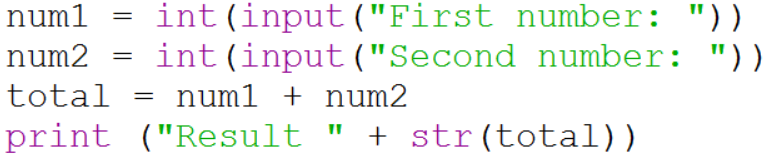 num1 = int(input("First number: "))
num2 = int(input("Second number: "))
total = num1 + num2
print ("Result " + str(total))